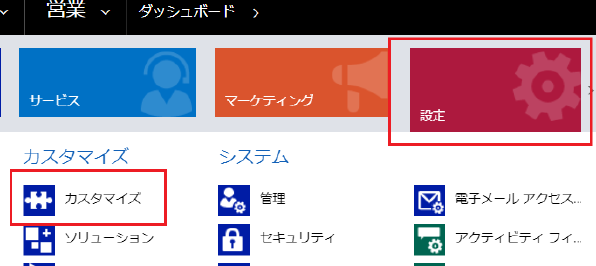 営業 ダッシュボード
サービス マーケティング 設定
カスタマイズ システム
カスタマイズ 管理 電子メール アクセス...
ソリューション セキュリティ アクティビティ フィ...